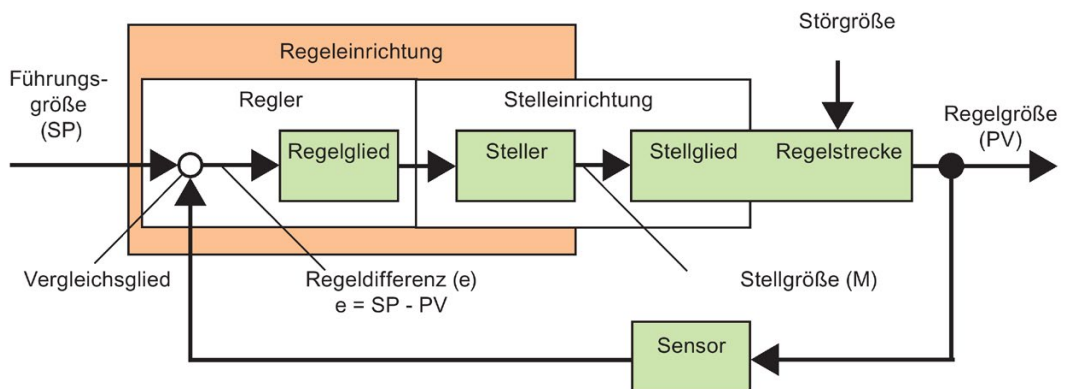 Störgröße
Regeleinrichtung
Führungs-
größe
(SP)
Regler
Stelleinrichtung
Regelgröße
(PV)
Regelglied
Steller
Stellglied
Regelstrecke
Vergleichsglied
Regeldifferenz (e)
e = SP - PV
Stellgröße (M)
Sensor